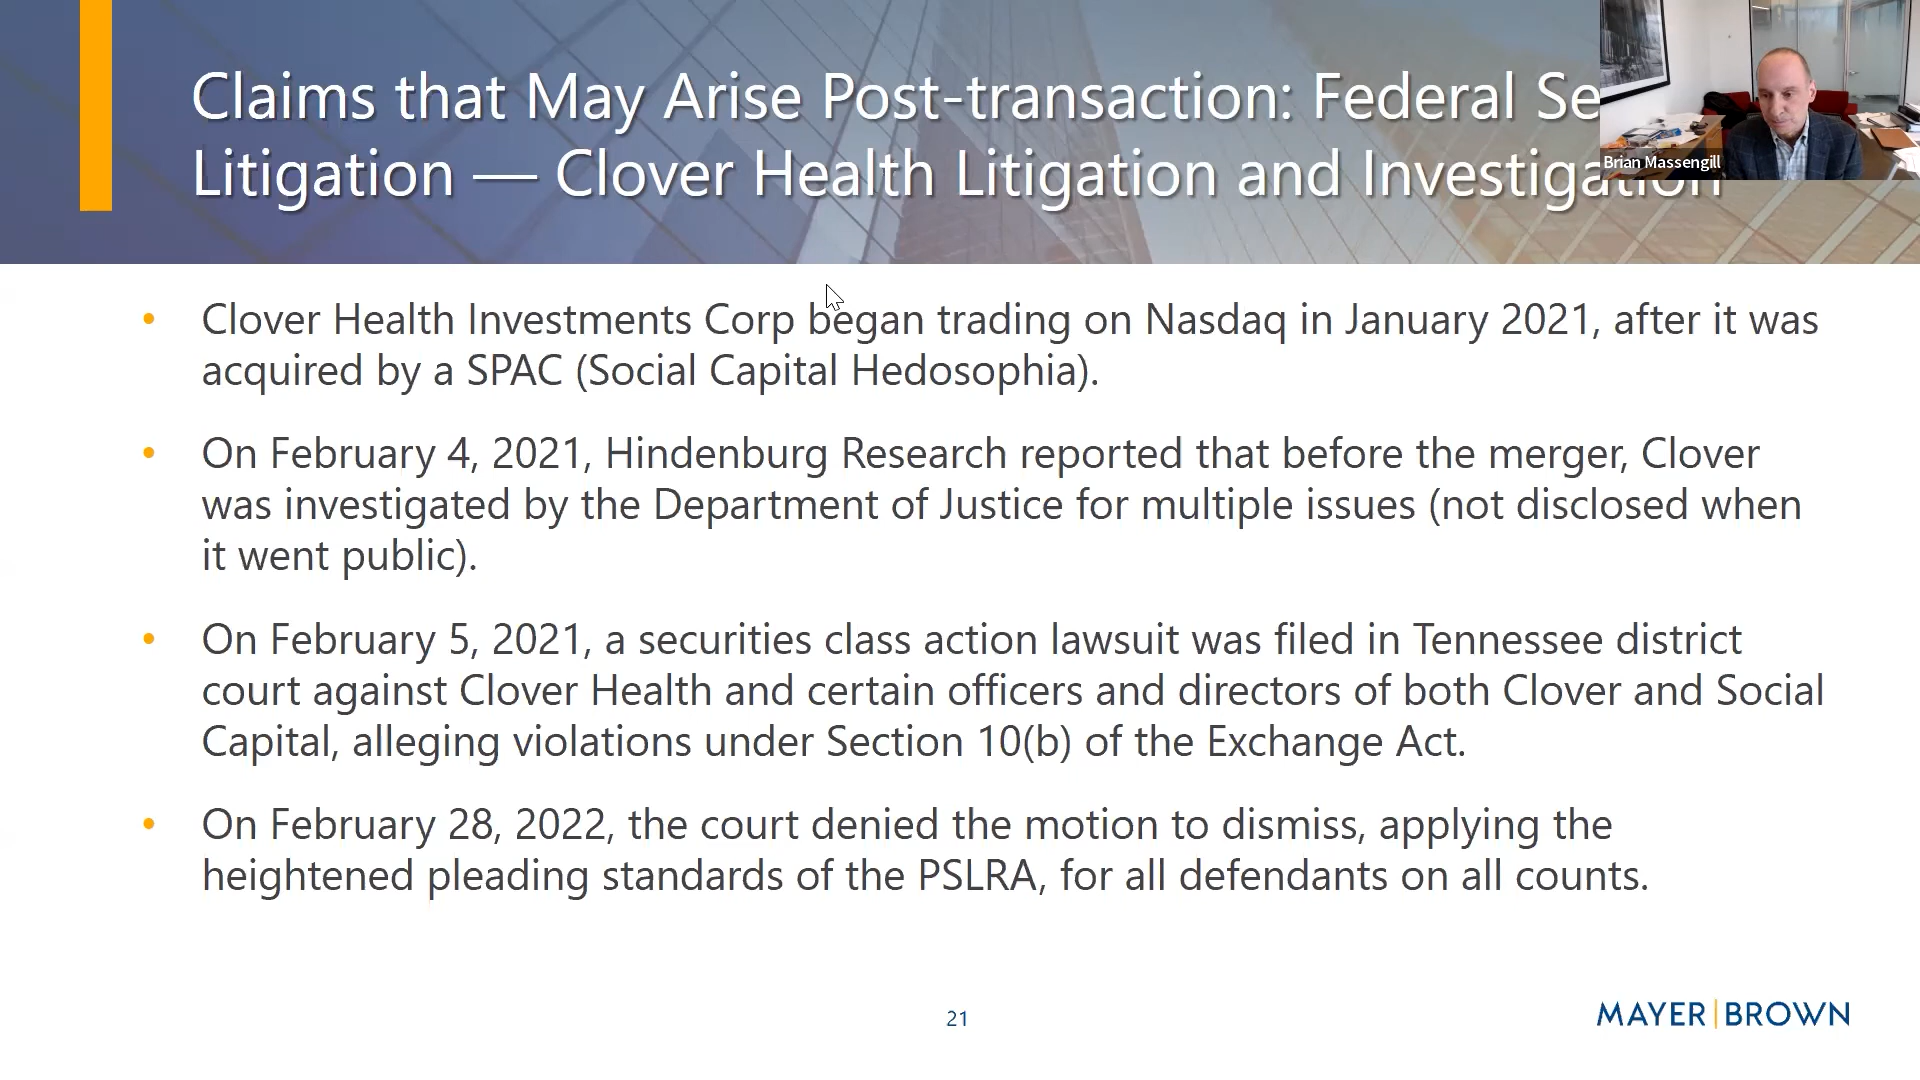 Claims that May Arise Post-transaction: Federal
Litigation — Clover Health Litigation and Investigation
Brian Massengill
• Clover Health Investments Corp began trading on Nasdaq in January 2021, after it was
acquired by a SPAC (Social Capital Hedosophia).
• On February 4, 2021, Hindenburg Research reported that before the merger, Clover
was investigated by the Department of Justice for multiple issues (not disclosed when
it went public).
• On February 5, 2021, a securities class action lawsuit was filed in Tennessee district
court against Clover Health and certain officers and directors of both Clover and Social
Capital, alleging violations under Section 10(b) of the Exchange Act.
• On February 28, 2022, the court denied the motion to dismiss, applying the
heightened pleading standards of the PSLRA, for all defendants on all counts.
21
MAYER|BROWN